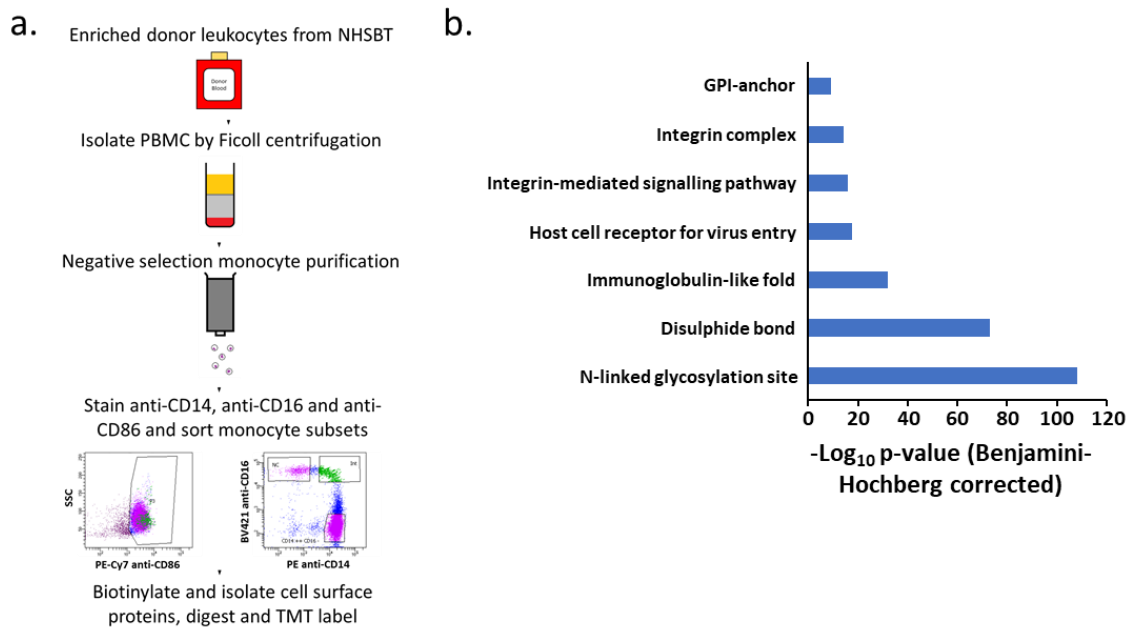 a.
Enriched donor leukocytes from NHSBT
Donor
Blood
Isolate PBMC by Ficoll centrifugation
Negative selection monocyte purification
Stain anti-CD14, anti-CD16 and anti-
CD86 and sort monocyte subsets
SSC
PE-Cy7 anti-CD86
BV421 anti-CD16
NC
Int
CD14 ++ CD16 -
PE anti-CD14
Biotinylate and isolate cell surface
proteins, digest and TMT label
b.
GPI-anchor
Integrin complex
Integrin-mediated signalling pathway
Host cell receptor for virus entry
Immunoglobulin-like fold
Disulphide bond
N-linked glycosylation site
0 20 40 60 80 100 120
-Log₁₀ p-value (Benjamini-
Hochberg corrected)